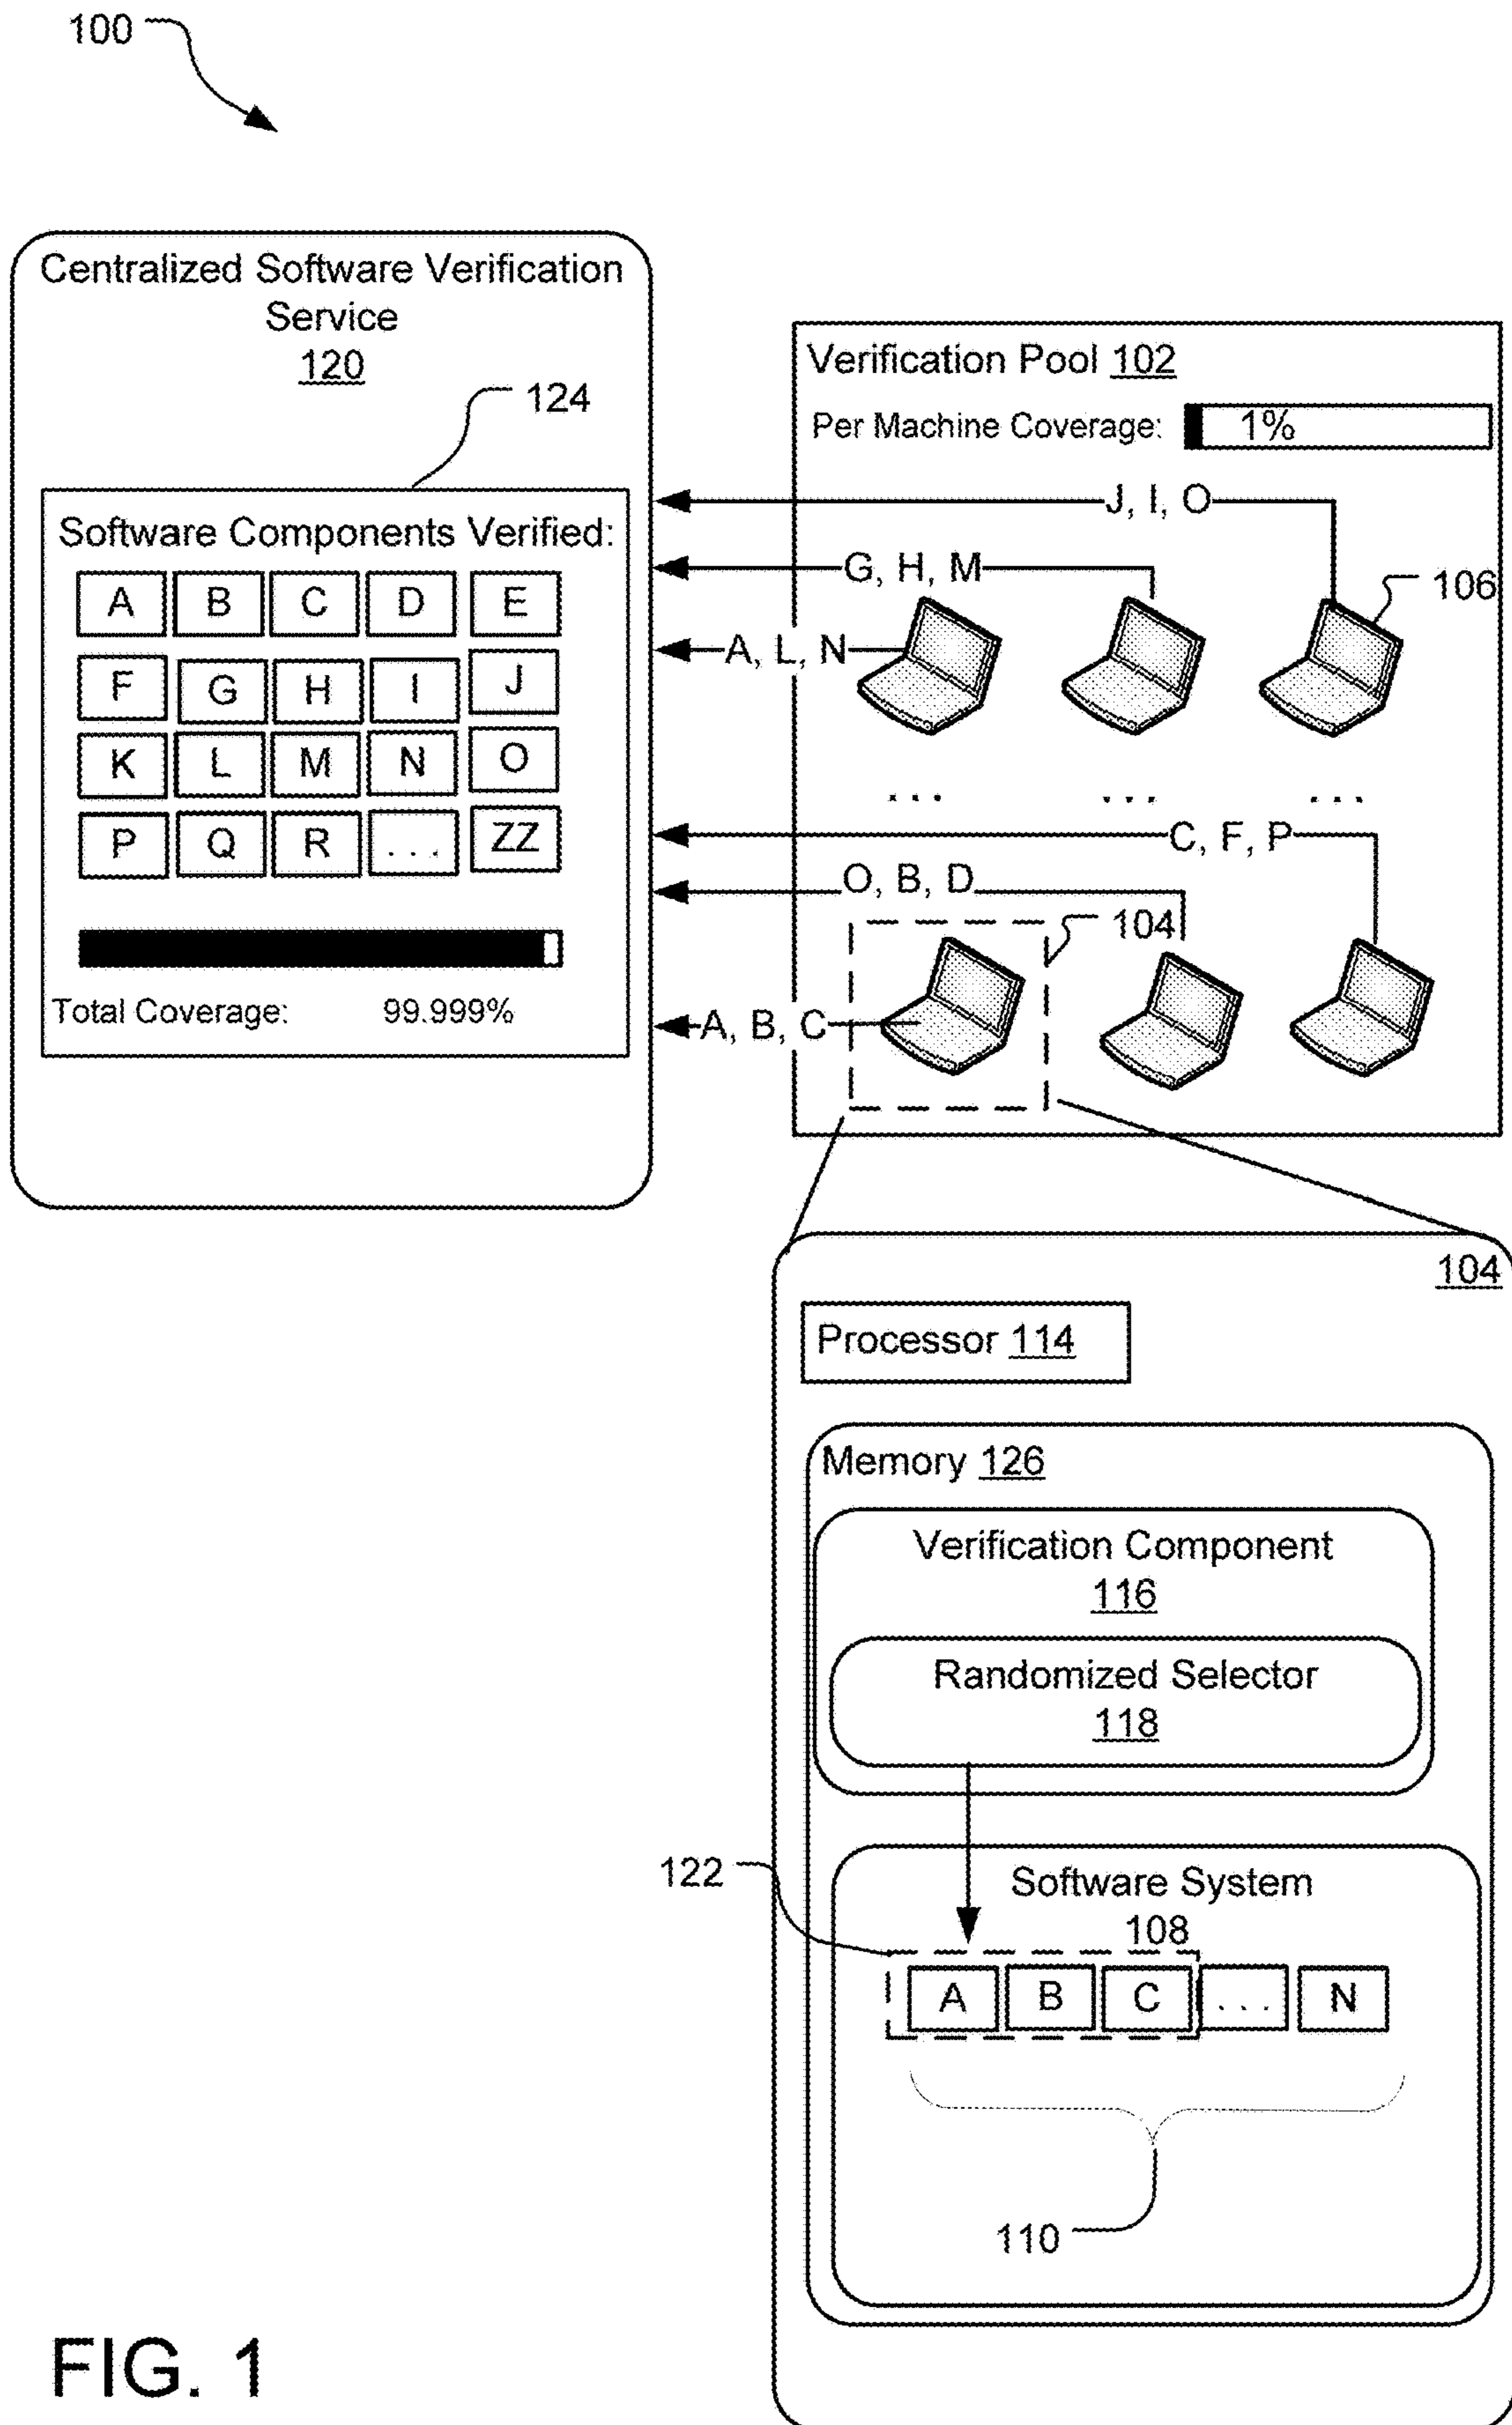 100
Centralized Software Verification
Service
120
124
Software Components Verified:
A B C D E
F G H I J
K L M N O
P Q R . . . ZZ
Total Coverage: 99.999%
Verification Pool 102
Per Machine Coverage: 1%
J, I, O
G, H, M
106
A, L, N
. . . . . . . . .
C, F, P
O, B, D
104
A, B, C
104
Processor 114
Memory 126
Verification Component
116
Randomized Selector
118
122
Software System
108
A B C . . . N
110
FIG. 1